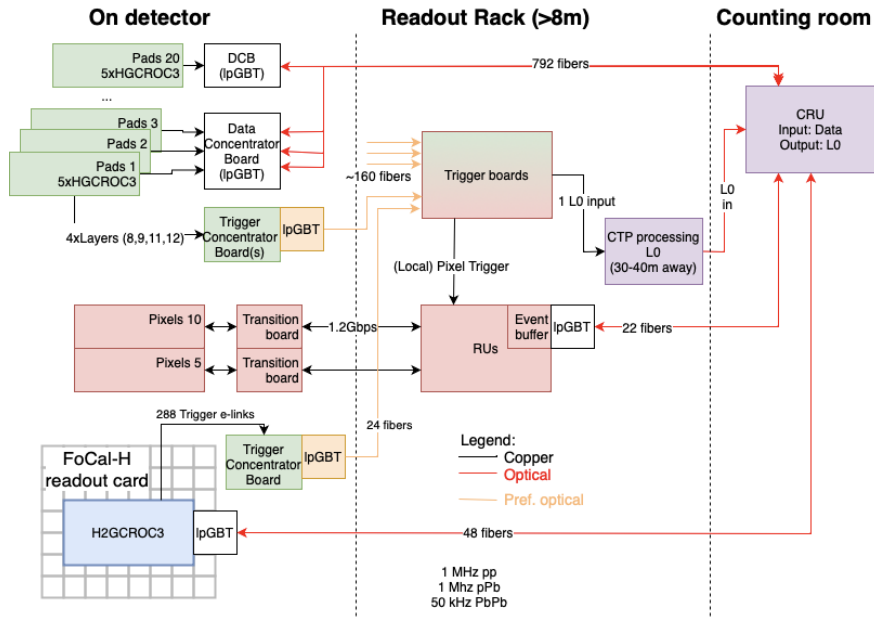 On detector
Readout Rack (>8m)
Counting room
Pads 20
5xHGCROC3
DCB
(lpGBT)
792 fibers
...
Pads 3
Pads 2
Pads 1
5xHGCROC3
Data
Concentrator
Board
(lpGBT)
~160 fibers
Trigger boards
CRU
Input: Data
Output: L0
L0
in
1 L0 input
4xLayers (8,9,11,12)
Trigger
Concentrator
Board(s)
lpGBT
CTP processing
L0
(30-40m away)
(Local) Pixel Trigger
Pixels 10
Transition
board
1.2Gbps
Pixels 5
Transition
board
RUs
Event
buffer
lpGBT
22 fibers
288 Trigger e-links
24 fibers
Trigger
Concentrator
Board
lpGBT
FoCal-H
readout card
H2GCROC3
lpGBT
48 fibers
Legend:
Copper
Optical
Pref. optical
1 MHz pp
1 Mhz pPb
50 kHz PbPb